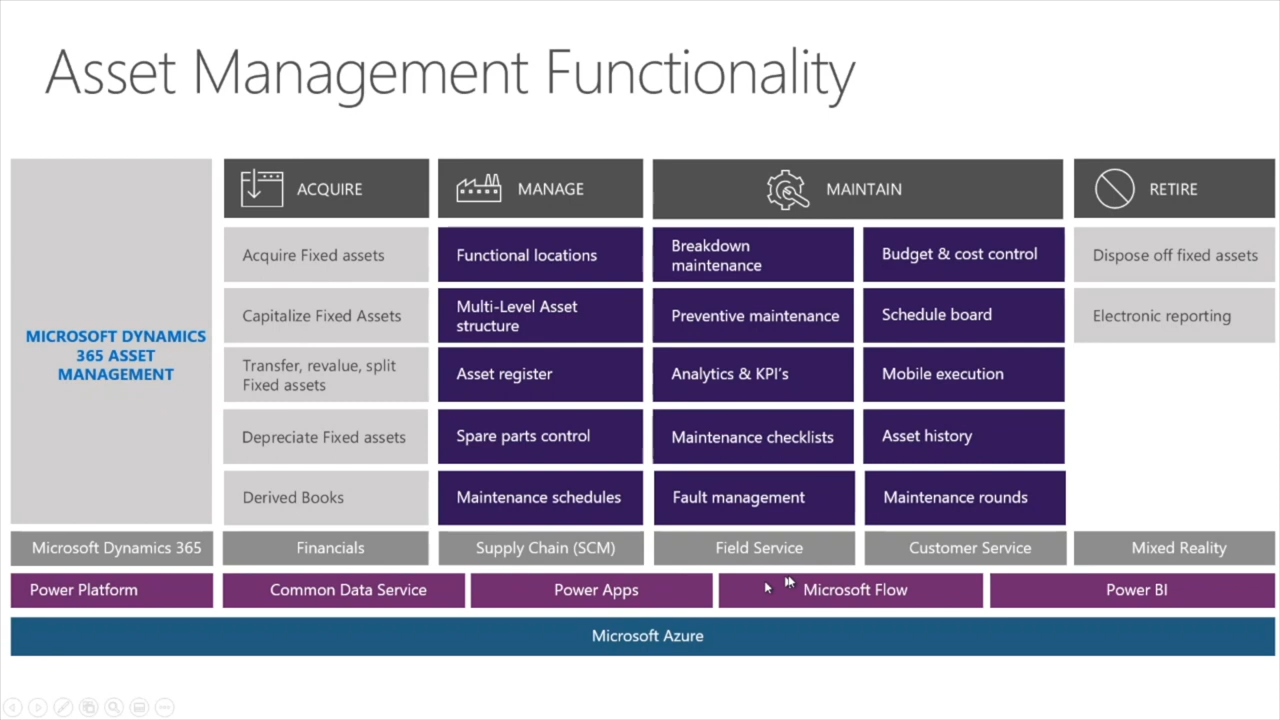 Asset Management Functionality
MICROSOFT DYNAMICS
365 ASSET
MANAGEMENT
ACQUIRE
Acquire Fixed assets
Capitalize Fixed Assets
Transfer, revalue, split
Fixed assets
Depreciate Fixed assets
Derived Books
MANAGE
Functional locations
Multi-Level Asset
structure
Asset register
Spare parts control
Maintenance schedules
MAINTAIN
Breakdown
maintenance
Preventive maintenance
Analytics & KPI's
Maintenance checklists
Fault management
Budget & cost control
Schedule board
Mobile execution
Asset history
Maintenance rounds
RETIRE
Dispose off fixed assets
Electronic reporting
Microsoft Dynamics 365
Financials
Supply Chain (SCM)
Field Service
Customer Service
Mixed Reality
Power Platform
Common Data Service
Power Apps
Microsoft Flow
Power BI
Microsoft Azure